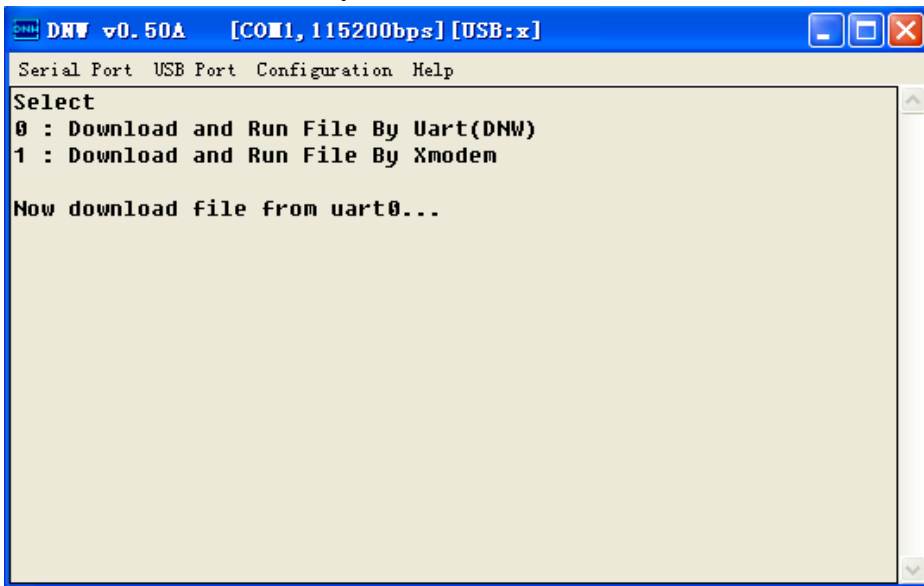 DNW v0.50A [COM1,115200bps][USB:x]
Serial Port USB Port Configuration Help
Select
0 : Download and Run File By Uart(DNW)
1 : Download and Run File By Xmodem
Now download file from uart0...